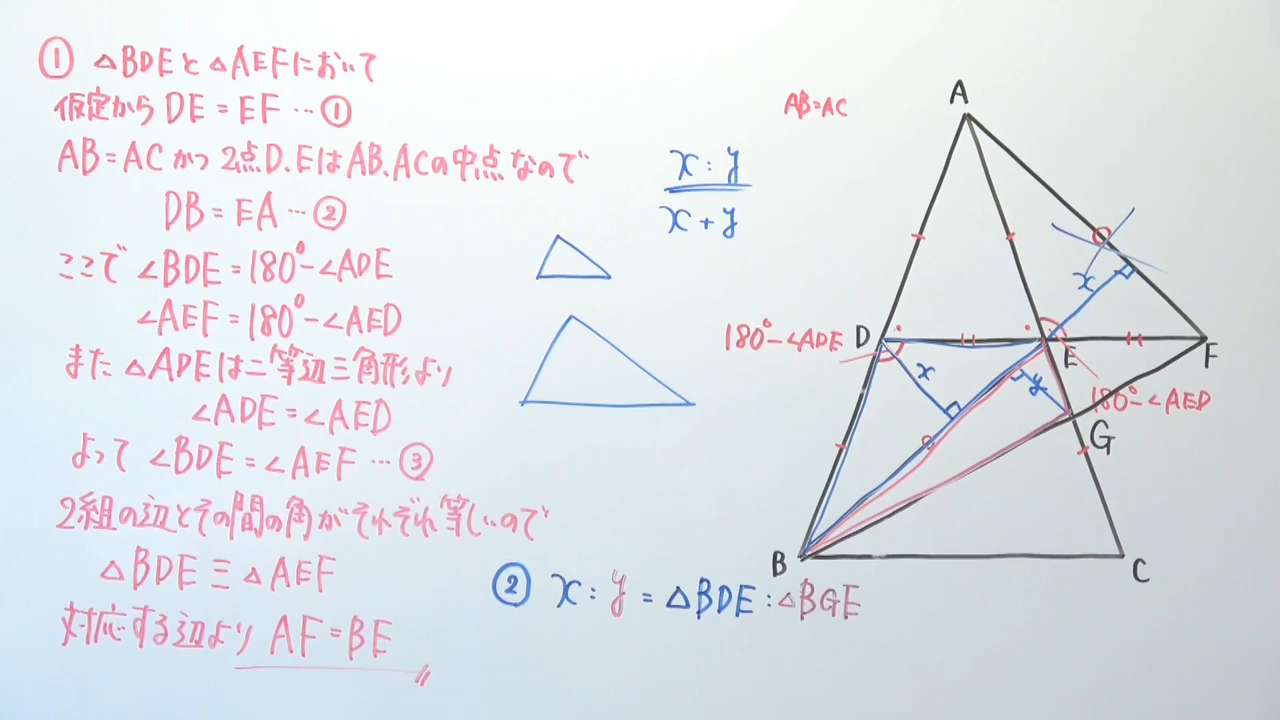 ① △BDEと△AEFにおいて
仮定から DE = EF … ①
AB = AC かつ 2点D.EはAB.ACの中点なので
DB = EA … ②
ここで ∠BDE = 180° - ∠ADE
∠AEF = 180° - ∠AED
また △ADEは二等辺三角形より
∠ADE = ∠AED
よって ∠BDE = ∠AEF … ③
2組の辺とその間の角がそれぞれ等しいので
△BDE ≡ △AEF
対応する辺より AF = BE
x : y
x + y
② x : y = △BDE : △BGE
AB = AC
A
x
180° - ∠ADE
D
E
F
x
y
180° - ∠AED
G
B
C